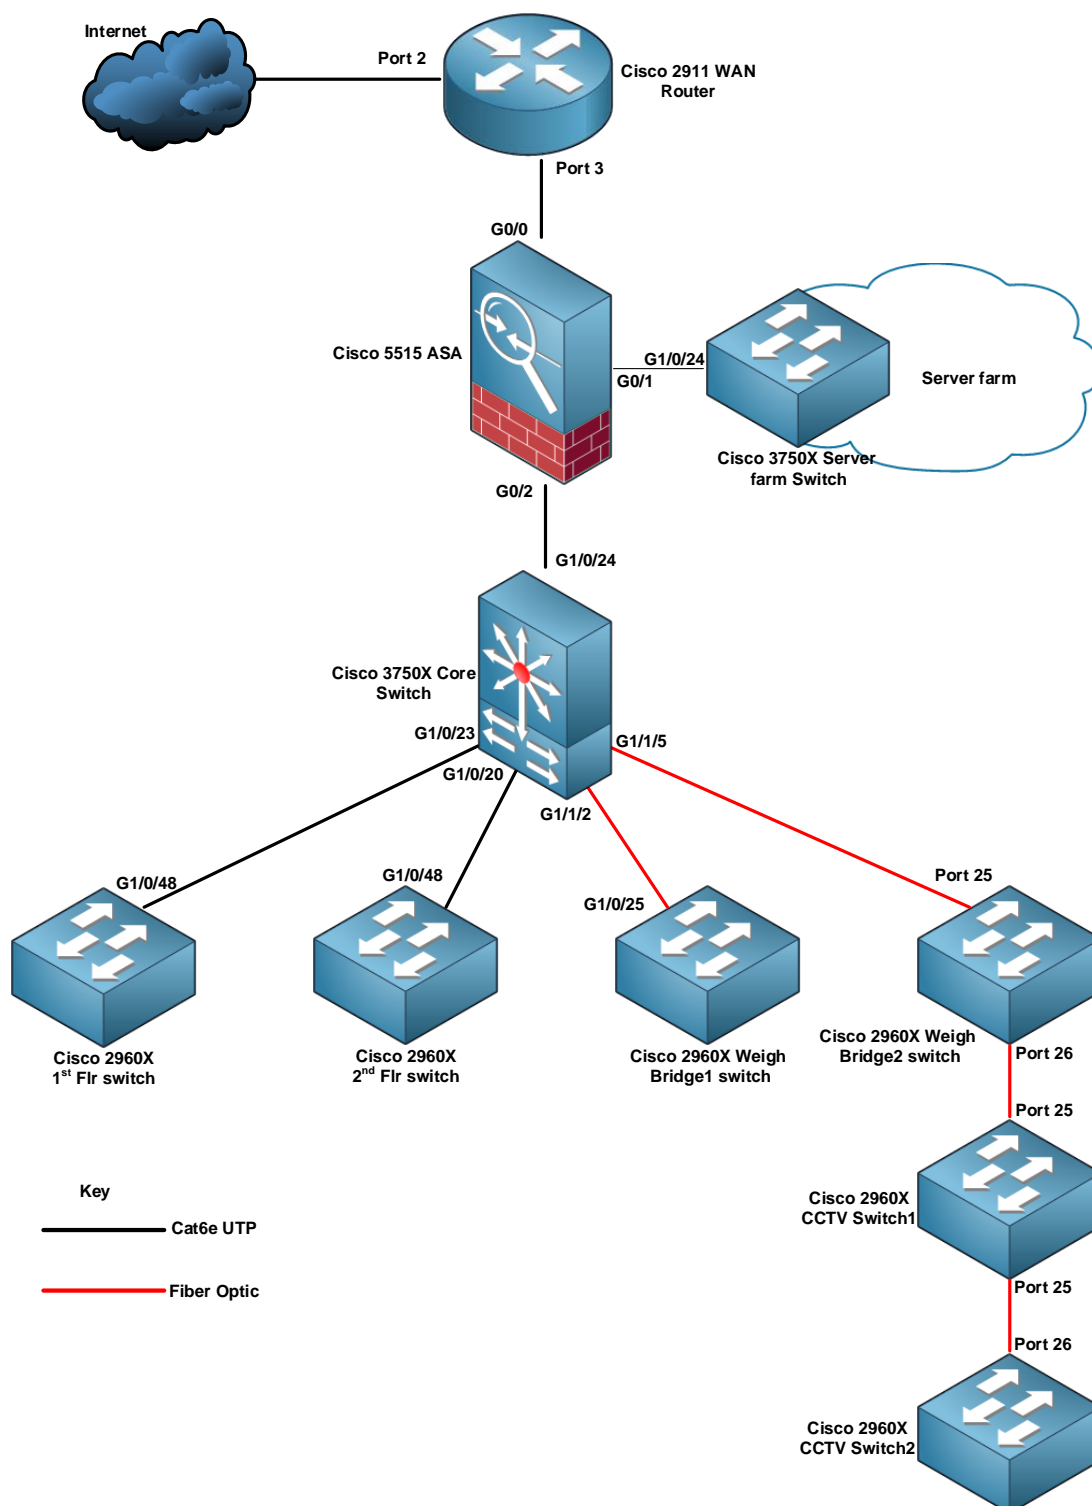 Internet
Port 2
Cisco 2911 WAN
Router
Port 3
G0/0
Cisco 5515 ASA
G1/0/24
G0/1
Server farm
Cisco 3750X Server
farm Switch
G0/2
G1/0/24
Cisco 3750X Core
Switch
G1/0/23
G1/1/5
G1/0/20
G1/1/2
G1/0/48
G1/0/48
G1/0/25
Port 25
Cisco 2960X
1st Flr switch
Cisco 2960X
2nd Flr switch
Cisco 2960X Weigh
Bridge1 switch
Cisco 2960X Weigh
Bridge2 switch
Port 26
Port 25
Cisco 2960X
CCTV Switch1
Key
Cat6e UTP
Fiber Optic
Port 25
Port 26
Cisco 2960X
CCTV Switch2